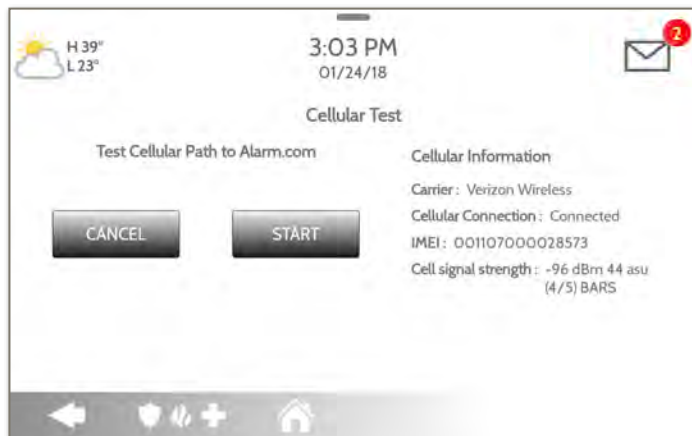 H 39°
L 23°
3:03 PM
01/24/18
2
Cellular Test
Test Cellular Path to Alarm.com
CANCEL
START
Cellular Information
Carrier : Verizon Wireless
Cellular Connection : Connected
IMEI : 001107000028573
Cell signal strength : -96 dBm 44 asu
(4/5) BARS